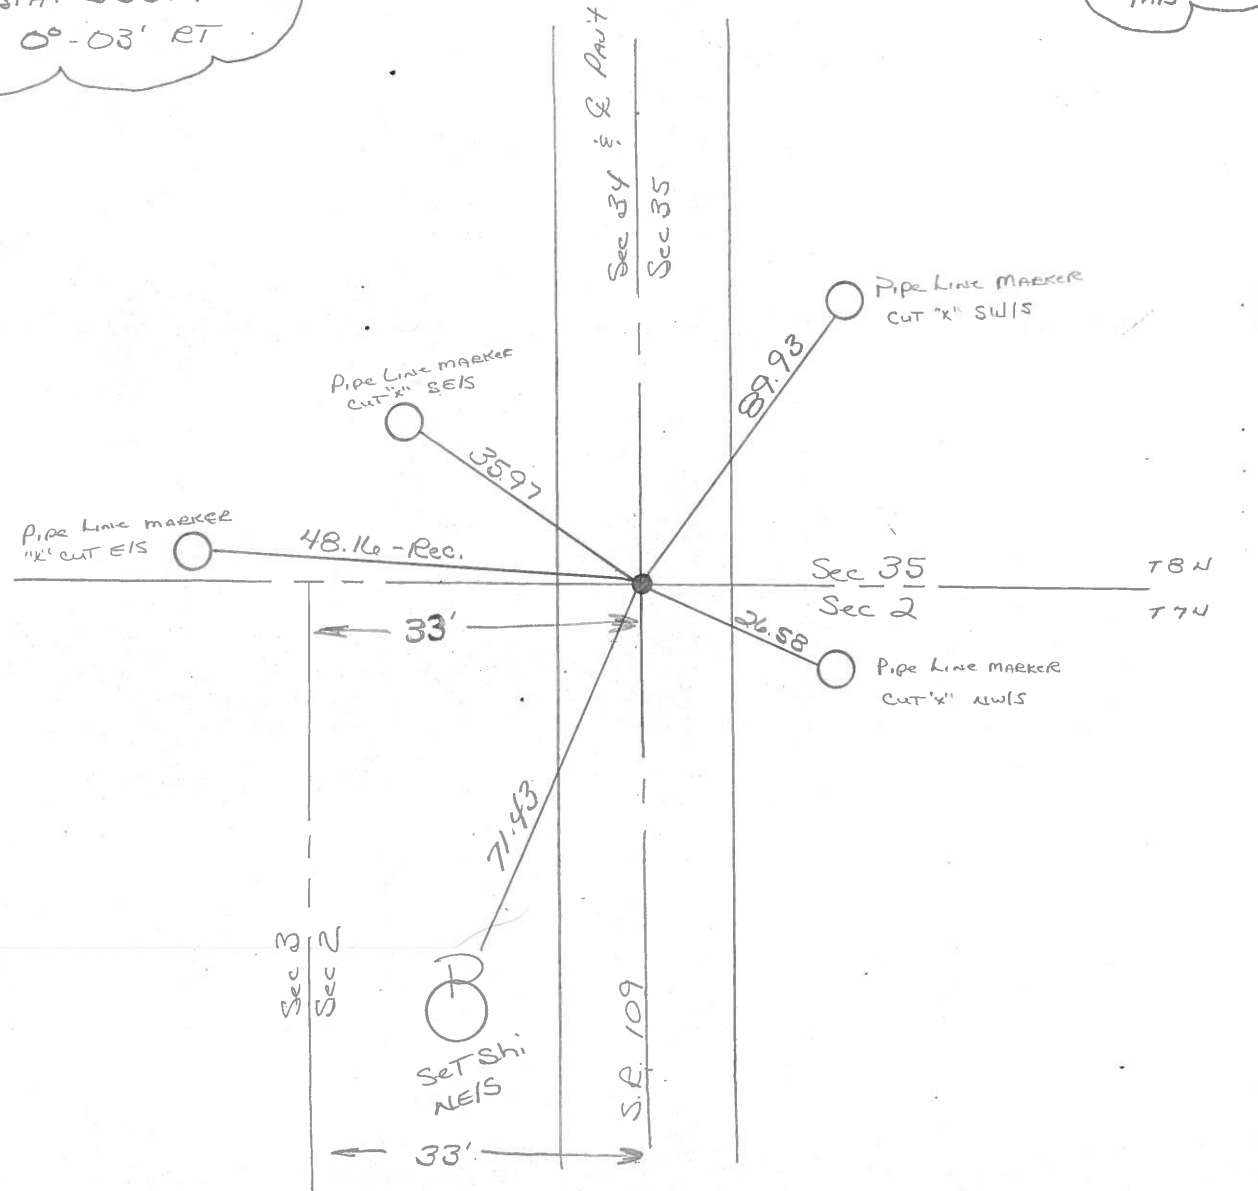 0°-03' RT
THIS
Sec 34 & ℄ PAVT
Sec 35
Pipe Line MARKER
CUT "X" SW/S
89.93
Pipe Line MARKER
CUT "X" SE/S
35.97
Pipe Line MARKER
"X" CUT E/S
48.16-Rec.
Sec 35
T8N
Sec 2
T7N
33'
26.58
Pipe Line MARKER
CUT "X" NW/S
71.43
Sec 3
Sec 2
SeT Shi
NE/S
S.R. 109
33'